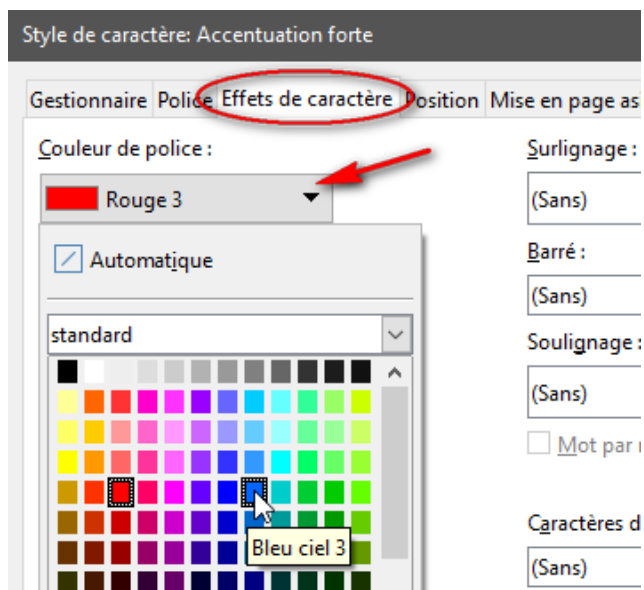 Style de caractère: Accentuation forte
Gestionnaire Police Effets de caractère Position Mise en page as
Couleur de police :
Surlignage :
Rouge 3
(Sans)
Automatique
Barré :
(Sans)
standard
Soulignage :
(Sans)
Mot par
Bleu ciel 3
Caractères d
(Sans)